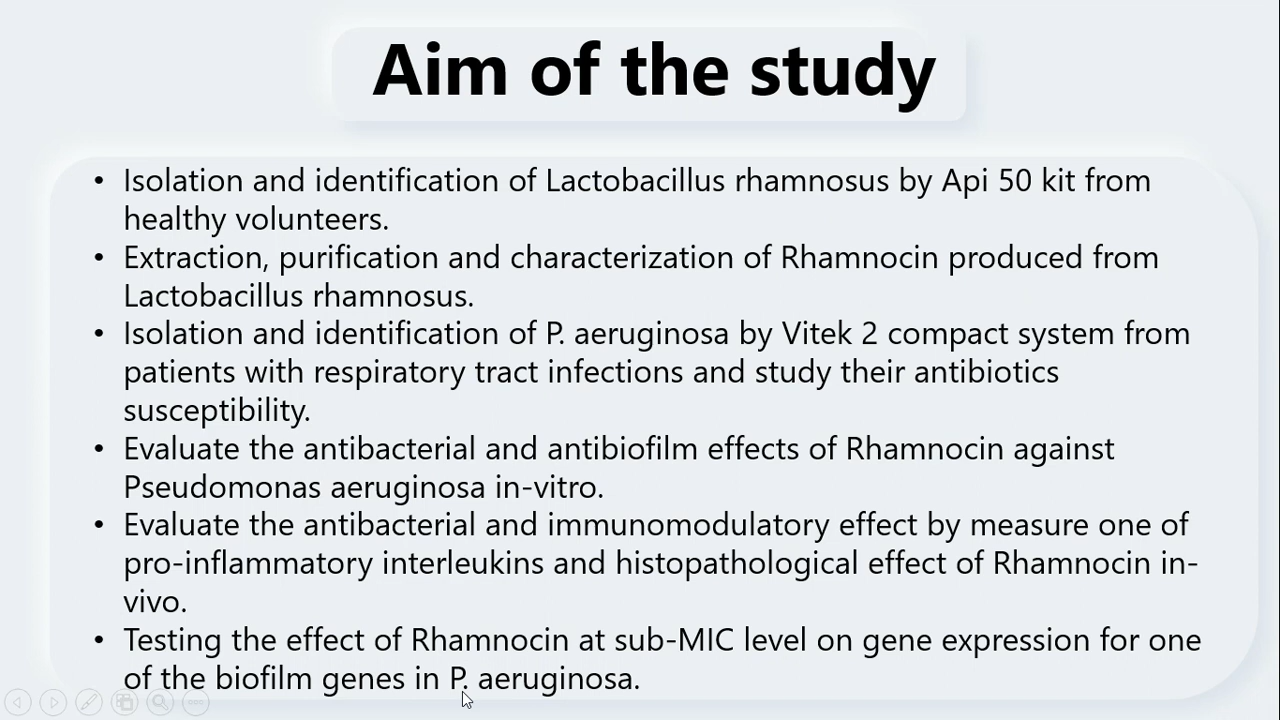 Aim of the study
• Isolation and identification of Lactobacillus rhamnosus by Api 50 kit from
healthy volunteers.
• Extraction, purification and characterization of Rhamnocin produced from
Lactobacillus rhamnosus.
• Isolation and identification of P. aeruginosa by Vitek 2 compact system from
patients with respiratory tract infections and study their antibiotics
susceptibility.
• Evaluate the antibacterial and antibiofilm effects of Rhamnocin against
Pseudomonas aeruginosa in-vitro.
• Evaluate the antibacterial and immunomodulatory effect by measure one of
pro-inflammatory interleukins and histopathological effect of Rhamnocin in-
vivo.
• Testing the effect of Rhamnocin at sub-MIC level on gene expression for one
of the biofilm genes in P. aeruginosa.